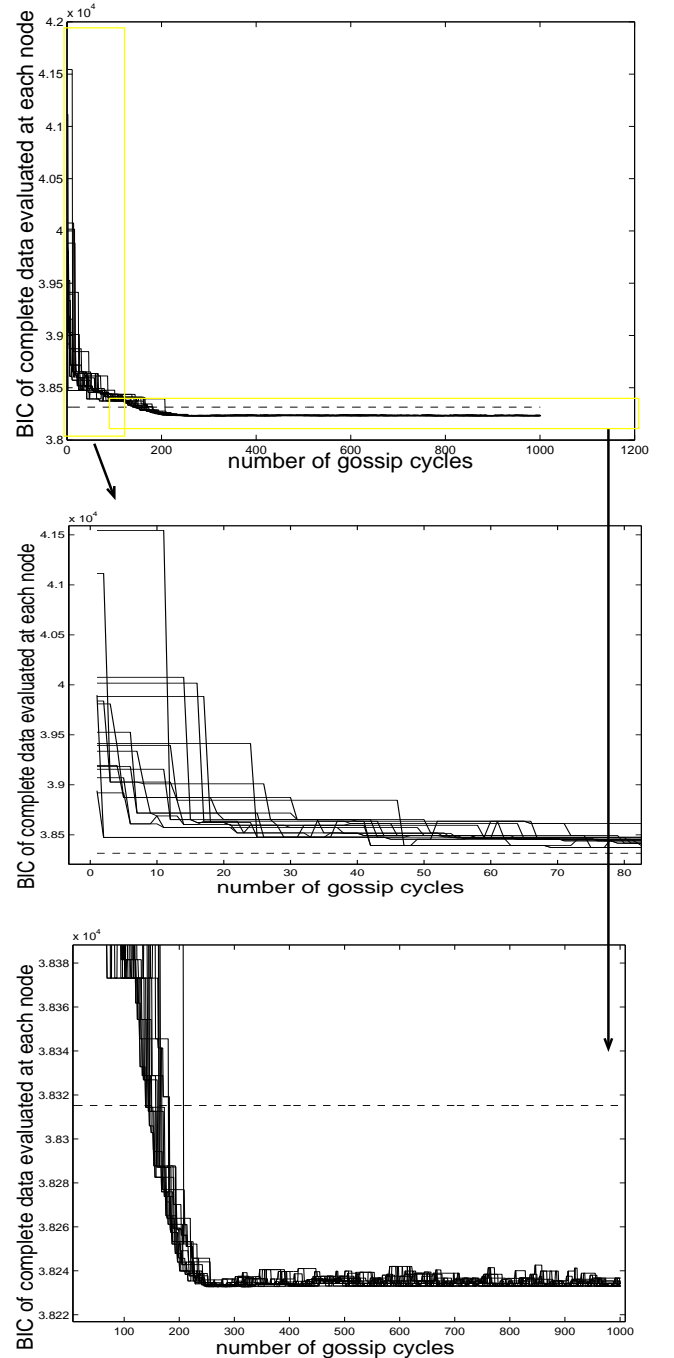 x 10^4
4.2
4.15
4.1
4.05
4
3.95
3.9
3.85
3.8
0 200 400 600 800 1000 1200
number of gossip cycles
BIC of complete data evaluated at each node
x 10^4
4.15
4.1
4.05
4
3.95
3.9
3.85
0 10 20 30 40 50 60 70 80
number of gossip cycles
BIC of complete data evaluated at each node
x 10^4
3.838
3.836
3.834
3.832
3.83
3.828
3.826
3.824
3.822
100 200 300 400 500 600 700 800 900 1000
number of gossip cycles
BIC of complete data evaluated at each node